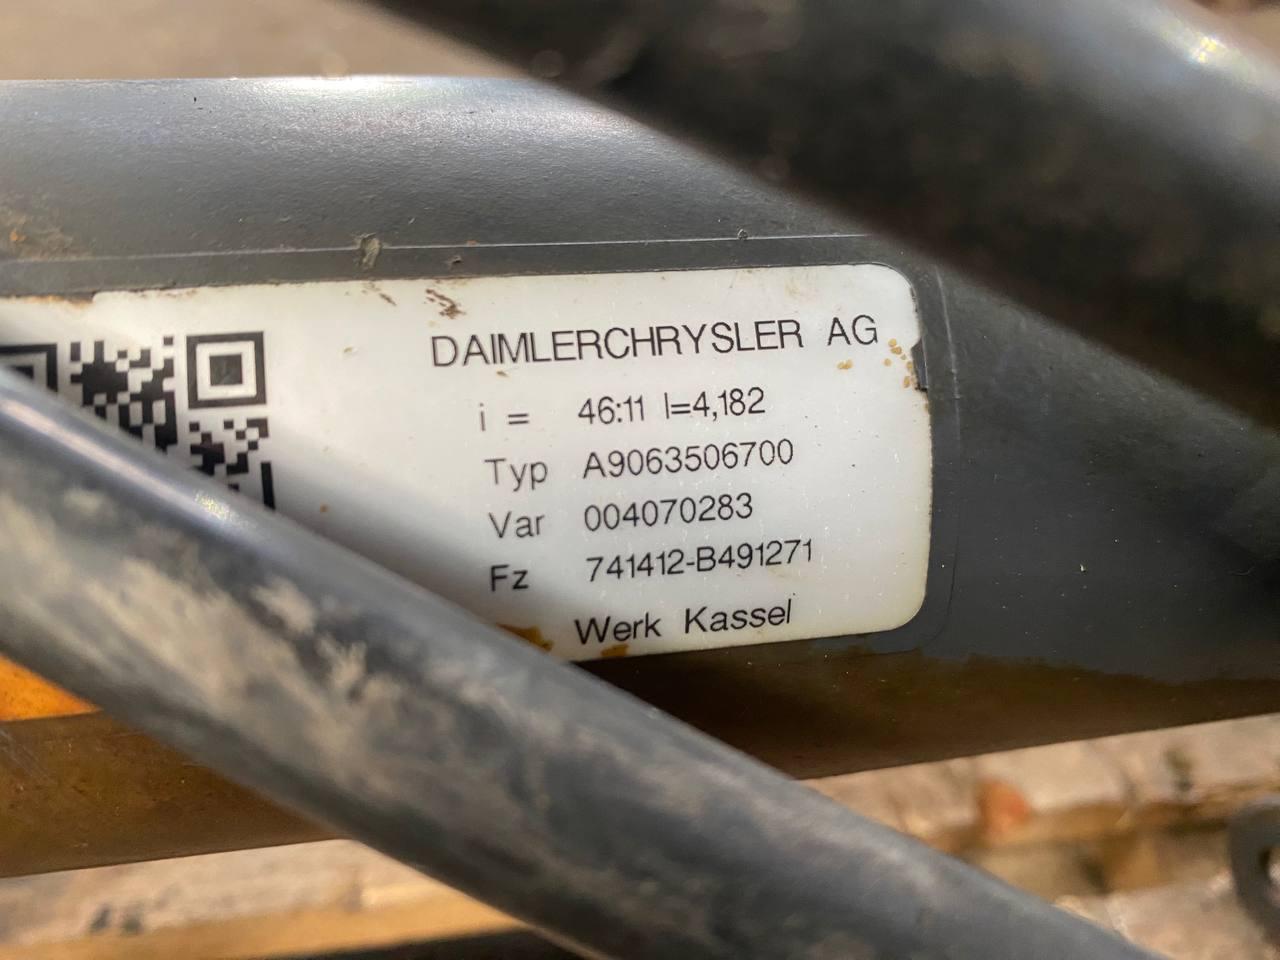 DAIMLERCHRYSLER AG
i = 46:11 I=4,182
Typ A9063506700
Var 004070283
Fz 741412-B491271
Werk Kassel